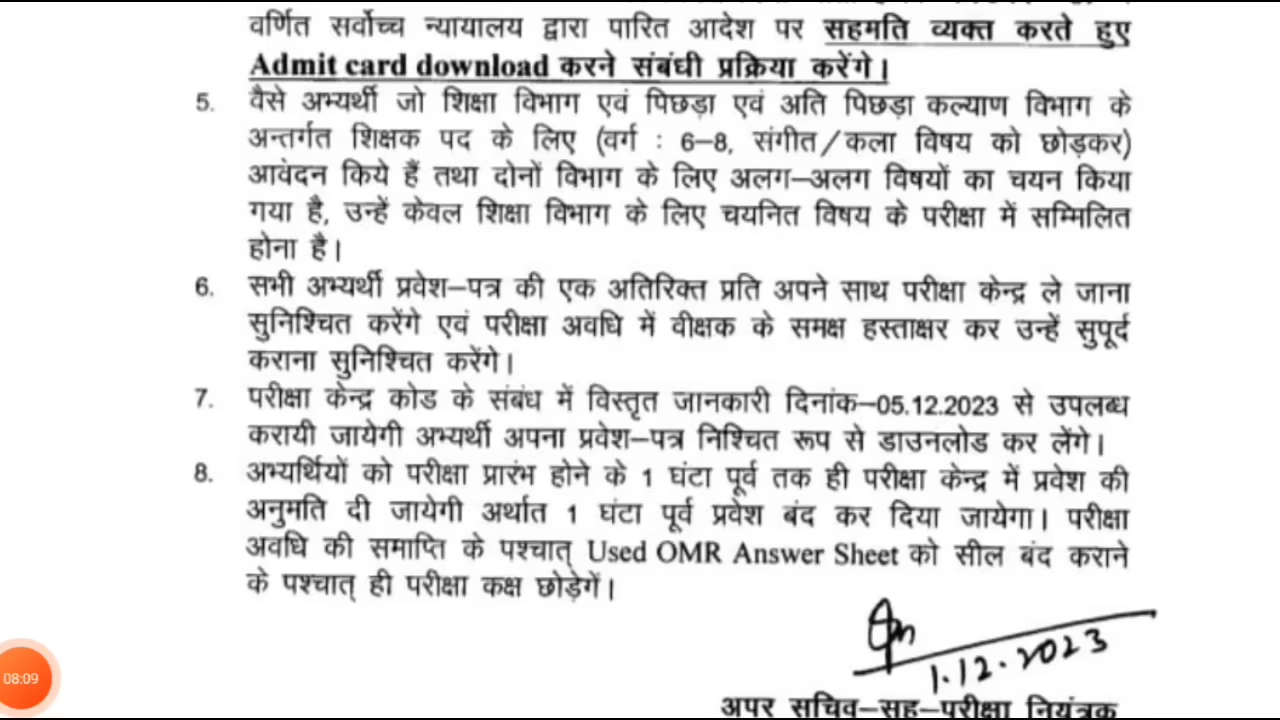 वर्णित सर्वोच्च न्यायालय द्वारा पारित आदेश पर सहमति व्यक्त करते हुए
Admit card download करने संबंधी प्रक्रिया करेंगे।
5. वैसे अभ्यर्थी जो शिक्षा विभाग एवं पिछड़ा एवं अति पिछड़ा कल्याण विभाग के
अन्तर्गत शिक्षक पद के लिए (वर्ग : 6–8, संगीत/कला विषय को छोड़कर)
आवेदन किये हैं तथा दोनों विभाग के लिए अलग–अलग विषयों का चयन किया
गया है, उन्हें केवल शिक्षा विभाग के लिए चयनित विषय के परीक्षा में सम्मिलित
होना है।
6. सभी अभ्यर्थी प्रवेश–पत्र की एक अतिरिक्त प्रति अपने साथ परीक्षा केन्द्र ले जाना
सुनिश्चित करेंगे एवं परीक्षा अवधि में वीक्षक के समक्ष हस्ताक्षर कर उन्हें सुपूर्द
कराना सुनिश्चित करेंगे।
7. परीक्षा केन्द्र कोड के संबंध में विस्तृत जानकारी दिनांक–05.12.2023 से उपलब्ध
करायी जायेगी अभ्यर्थी अपना प्रवेश–पत्र निश्चित रूप से डाउनलोड कर लेंगे।
8. अभ्यर्थियों को परीक्षा प्रारंभ होने के 1 घंटा पूर्व तक ही परीक्षा केन्द्र में प्रवेश की
अनुमति दी जायेगी अर्थात 1 घंटा पूर्व प्रवेश बंद कर दिया जायेगा। परीक्षा
अवधि की समाप्ति के पश्चात् Used OMR Answer Sheet को सील बंद कराने
के पश्चात् ही परीक्षा कक्ष छोड़ेगें।
1.12.2023
08:09
अपर सचिव–सह–परीक्षा नियंत्रक